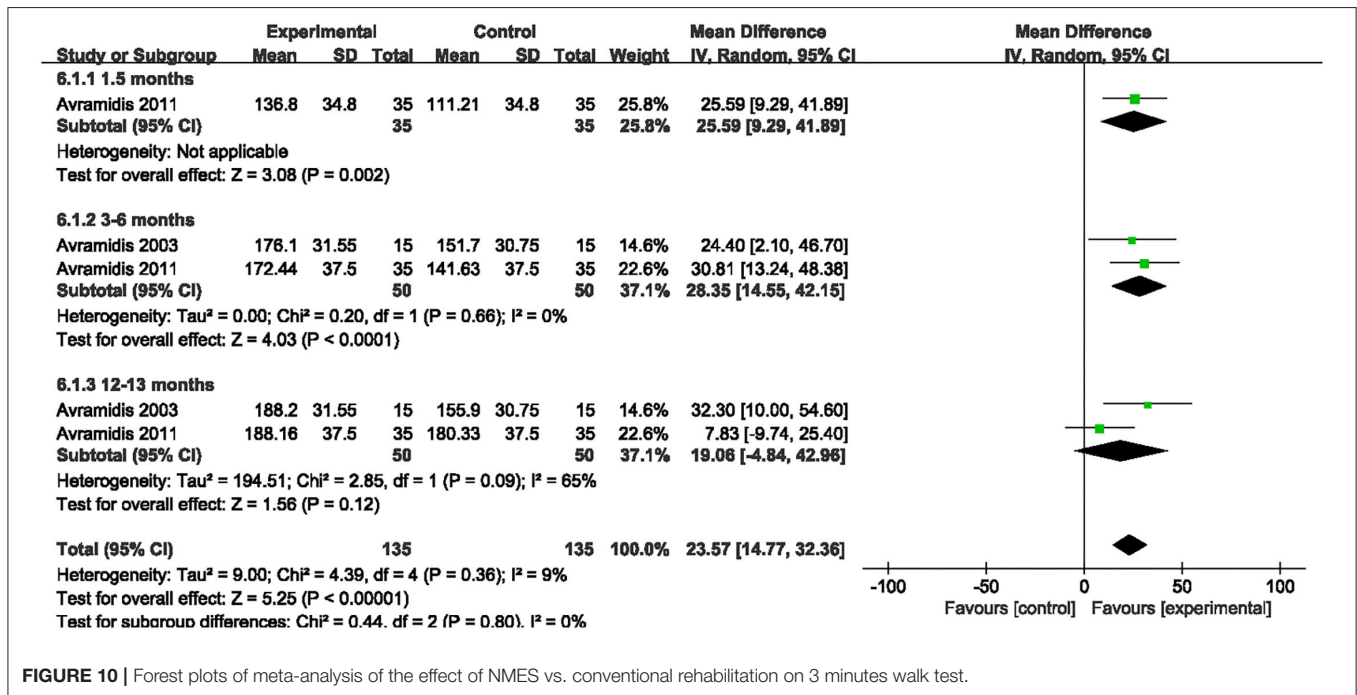 Experimental Control Mean Difference Mean Difference
Study or Subgroup Mean SD Total Mean SD Total Weight IV, Random, 95% CI IV, Random, 95% CI
6.1.1 1.5 months
Avramidis 2011 136.8 34.8 35 111.21 34.8 35 25.8% 25.59 [9.29, 41.89]
Subtotal (95% CI) 35 35 25.8% 25.59 [9.29, 41.89]
Heterogeneity: Not applicable
Test for overall effect: Z = 3.08 (P = 0.002)
6.1.2 3-6 months
Avramidis 2003 176.1 31.55 15 151.7 30.75 15 14.6% 24.40 [2.10, 46.70]
Avramidis 2011 172.44 37.5 35 141.63 37.5 35 22.6% 30.81 [13.24, 48.38]
Subtotal (95% CI) 50 50 37.1% 28.35 [14.55, 42.15]
Heterogeneity: Tau² = 0.00; Chi² = 0.20, df = 1 (P = 0.66); I² = 0%
Test for overall effect: Z = 4.03 (P < 0.0001)
6.1.3 12-13 months
Avramidis 2003 188.2 31.55 15 155.9 30.75 15 14.6% 32.30 [10.00, 54.60]
Avramidis 2011 188.16 37.5 35 180.33 37.5 35 22.6% 7.83 [-9.74, 25.40]
Subtotal (95% CI) 50 50 37.1% 19.06 [-4.84, 42.96]
Heterogeneity: Tau² = 194.51; Chi² = 2.85, df = 1 (P = 0.09); I² = 65%
Test for overall effect: Z = 1.56 (P = 0.12)
Total (95% CI) 135 135 100.0% 23.57 [14.77, 32.36]
Heterogeneity: Tau² = 9.00; Chi² = 4.39, df = 4 (P = 0.36); I² = 9%
Test for overall effect: Z = 5.25 (P < 0.00001)
Test for subgroup differences: Chi² = 0.44, df = 2 (P = 0.80), I² = 0%
-100 -50 0 50 100
Favours [control] Favours [experimental]
FIGURE 10 | Forest plots of meta-analysis of the effect of NMES vs. conventional rehabilitation on 3 minutes walk test.